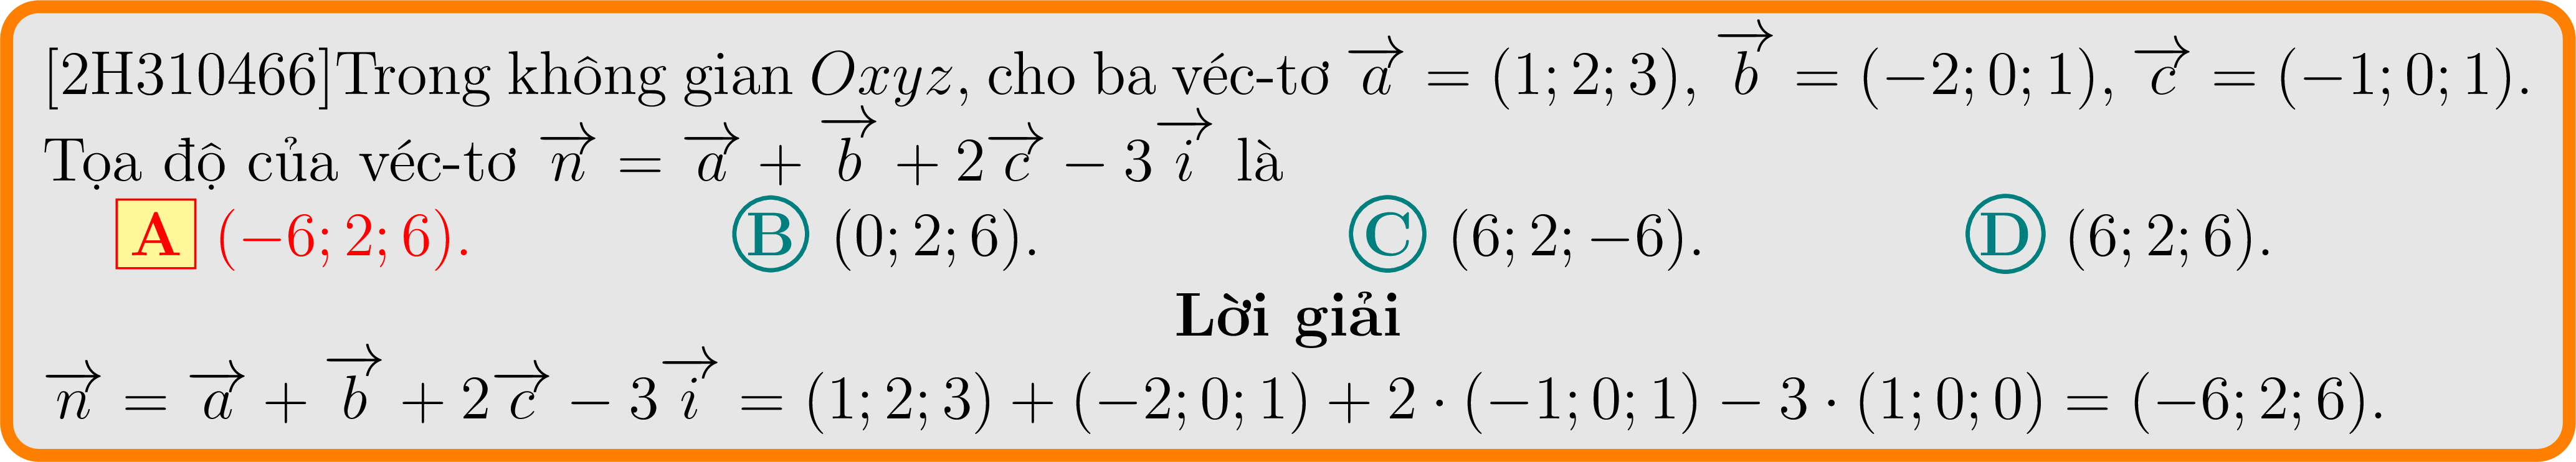 [2H310466]Trong không gian $Oxyz$, cho ba véc-tơ $\overrightarrow{a} = (1; 2; 3)$, $\overrightarrow{b} = (-2; 0; 1)$, $\overrightarrow{c} = (-1; 0; 1)$.
Tọa độ của véc-tơ $\overrightarrow{n} = \overrightarrow{a} + \overrightarrow{b} + 2\overrightarrow{c} - 3\overrightarrow{i}$ là
A $(-6; 2; 6)$. B $(0; 2; 6)$. C $(6; 2; -6)$. D $(6; 2; 6)$.
Lời giải
$\overrightarrow{n} = \overrightarrow{a} + \overrightarrow{b} + 2\overrightarrow{c} - 3\overrightarrow{i} = (1; 2; 3) + (-2; 0; 1) + 2 \cdot (-1; 0; 1) - 3 \cdot (1; 0; 0) = (-6; 2; 6)$.